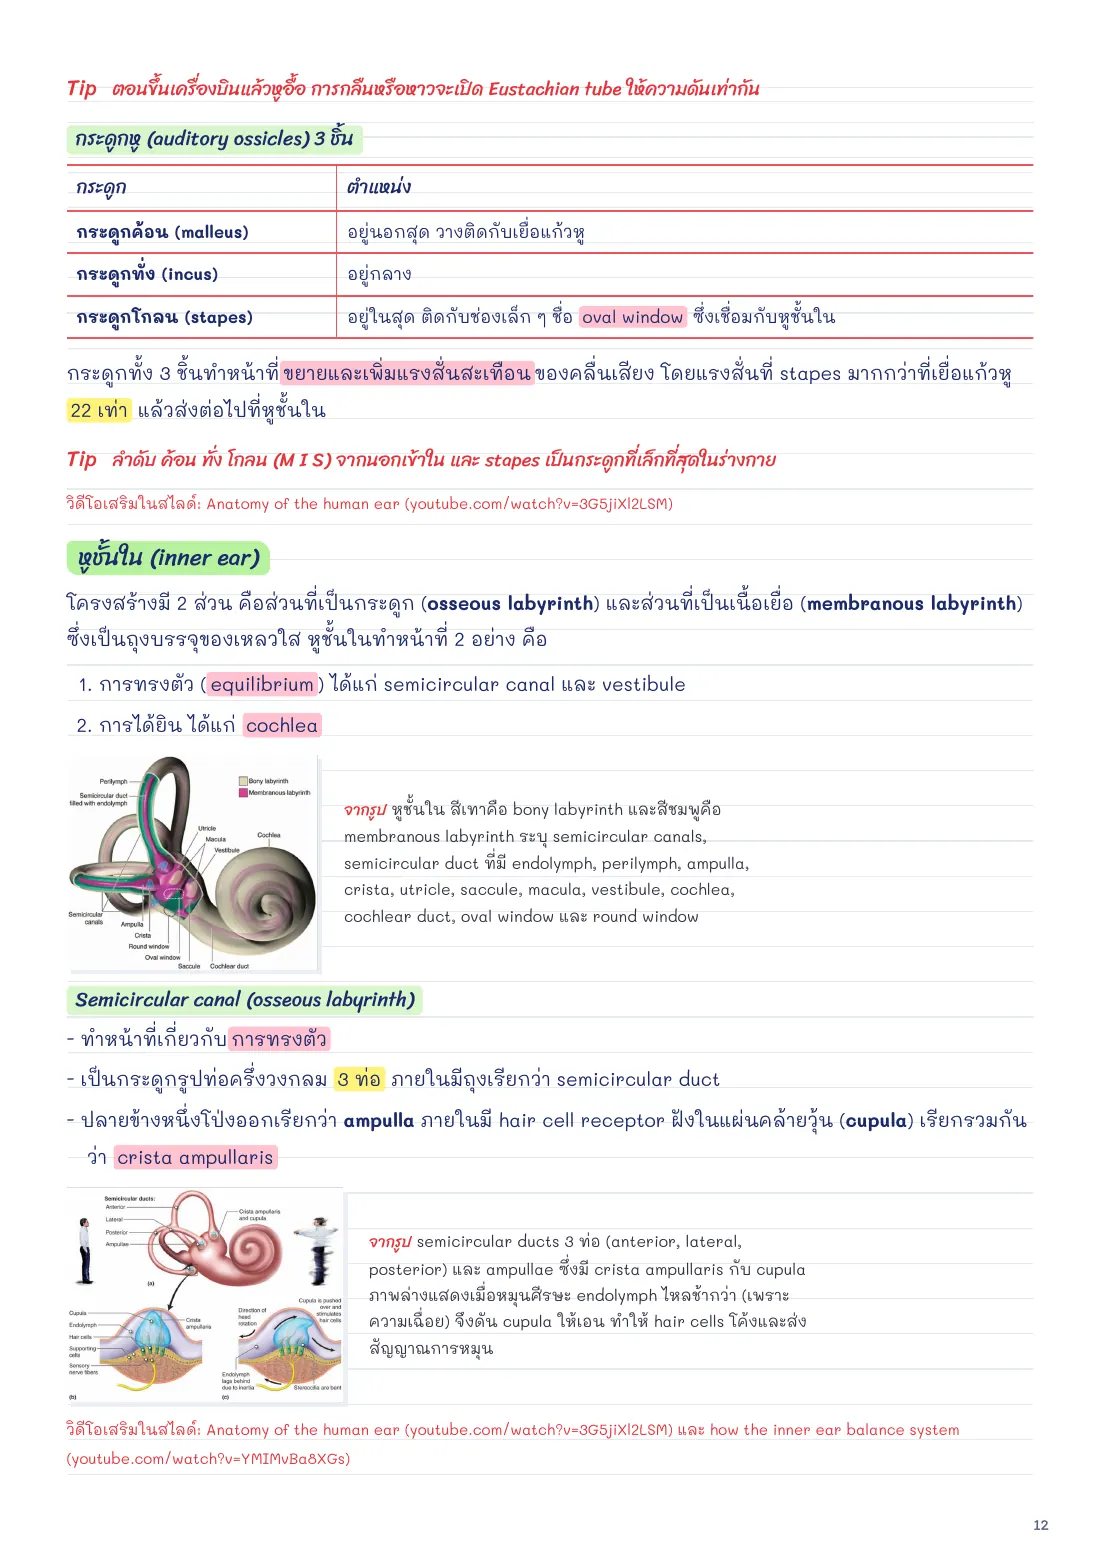 Tip ตอนขึ้นเครื่องบินแล้วหูอื้อ การกลืนหรือหาวจะเปิด Eustachian tube ให้ความดันเท่ากัน
กระดูกหู (auditory ossicles) 3 ชิ้น
กระดูก ตำแหน่ง
กระดูกค้อน (malleus) อยู่นอกสุด วางติดกับเยื่อแก้วหู
กระดูกทั่ง (incus) อยู่กลาง
กระดูกโกลน (stapes) อยู่ในสุด ติดกับช่องเล็ก ๆ ชื่อ oval window ซึ่งเชื่อมกับหูชั้นใน
กระดูกทั้ง 3 ชิ้นทำหน้าที่ขยายและเพิ่มแรงสั่นสะเทือนของคลื่นเสียง โดยแรงสั่นที่ stapes มากกว่าที่เยื่อแก้วหู
22 เท่า แล้วส่งต่อไปที่หูชั้นใน
Tip ลำดับ ค้อน ทั่ง โกลน (M I S) จากนอกเข้าใน และ stapes เป็นกระดูกที่เล็กที่สุดในร่างกาย
วิดีโอเสริมในสไลด์: Anatomy of the human ear (youtube.com/watch?v=3G5jiXl2LSM)
หูชั้นใน (inner ear)
โครงสร้างมี 2 ส่วน คือส่วนที่เป็นกระดูก (osseous labyrinth) และส่วนที่เป็นเนื้อเยื่อ (membranous labyrinth)
ซึ่งเป็นถุงบรรจุของเหลวใส หูชั้นในทำหน้าที่ 2 อย่าง คือ
1. การทรงตัว (equilibrium) ได้แก่ semicircular canal และ vestibule
2. การได้ยิน ได้แก่ cochlea
Perilymph
Semicircular duct
filled with endolymph
Bony labyrinth
Membranous labyrinth
Utricle
Macula
Vestibule
Cochlea
Semicircular
canals
Ampulla
Crista
Round window
Oval window
Saccule
Cochlear duct
จากรูป หูชั้นใน สีเทาคือ bony labyrinth และสีชมพูคือ
membranous labyrinth ระบุ semicircular canals,
semicircular duct ที่มี endolymph, perilymph, ampulla,
crista, utricle, saccule, macula, vestibule, cochlea,
cochlear duct, oval window และ round window
Semicircular canal (osseous labyrinth)
- ทำหน้าที่เกี่ยวกับการทรงตัว
- เป็นกระดูกรูปท่อครึ่งวงกลม 3 ท่อ ภายในมีถุงเรียกว่า semicircular duct
- ปลายข้างหนึ่งโป่งออกเรียกว่า ampulla ภายในมี hair cell receptor ฝังในแผ่นคล้ายวุ้น (cupula) เรียกรวมกัน
ว่า crista ampullaris
Semicircular ducts:
Anterior
Lateral
Posterior
Ampullae
Crista ampullaris
and cupula
(a)
Cupula
Endolymph
Hair cells
Supporting
cells
Sensory
nerve fibers
Crista
ampullaris
(b)
Direction of
head
rotation
Cupula is pushed
over and
stimulates
hair cells
Endolymph
lags behind
due to inertia
Stereocilia are bent
(c)
จากรูป semicircular ducts 3 ท่อ (anterior, lateral,
posterior) และ ampullae ซึ่งมี crista ampullaris กับ cupula
ภาพล่างแสดงเมื่อหมุนศีรษะ endolymph ไหลช้ากว่า (เพราะ
ความเฉื่อย) จึงดัน cupula ให้เอน ทำให้ hair cells โค้งและส่ง
สัญญาณการหมุน
วิดีโอเสริมในสไลด์: Anatomy of the human ear (youtube.com/watch?v=3G5jiXl2LSM) และ how the inner ear balance system
(youtube.com/watch?v=YMIMvBa8XGs)
12